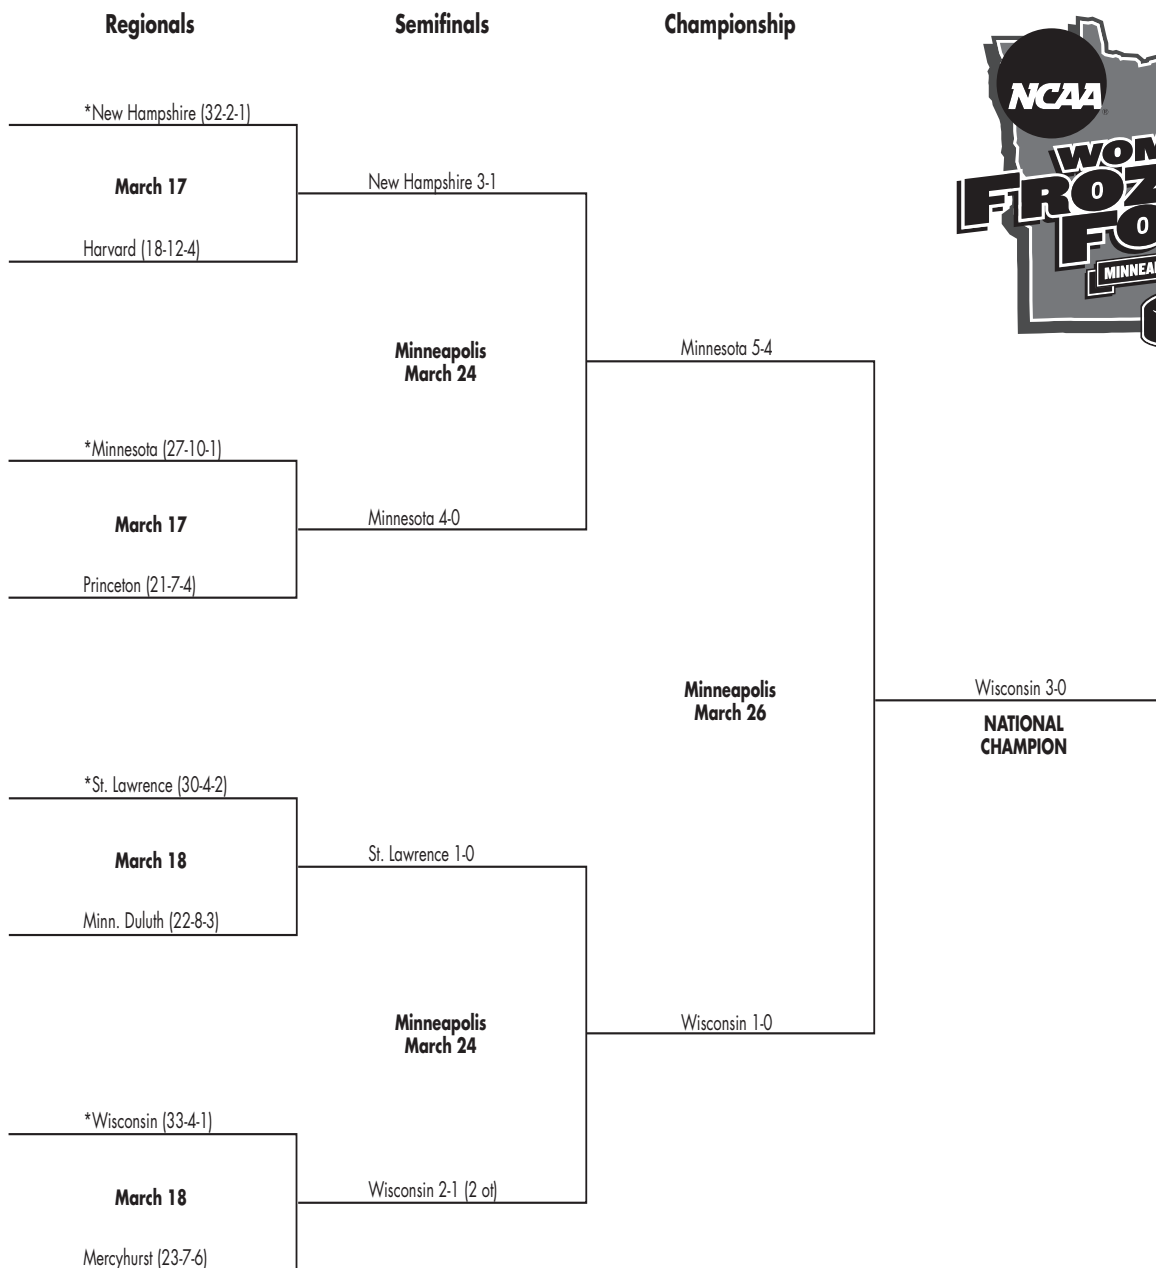 Regionals
Semifinals
Championship
*New Hampshire (32-2-1)
March 17
Harvard (18-12-4)
New Hampshire 3-1
Minneapolis
March 24
*Minnesota (27-10-1)
March 17
Princeton (21-7-4)
Minnesota 4-0
Minnesota 5-4
Minneapolis
March 26
Wisconsin 3-0
NATIONAL
CHAMPION
*St. Lawrence (30-4-2)
March 18
Minn. Duluth (22-8-3)
St. Lawrence 1-0
Minneapolis
March 24
Wisconsin 1-0
*Wisconsin (33-4-1)
March 18
Mercyhurst (23-7-6)
Wisconsin 2-1 (2 ot)
NCAA